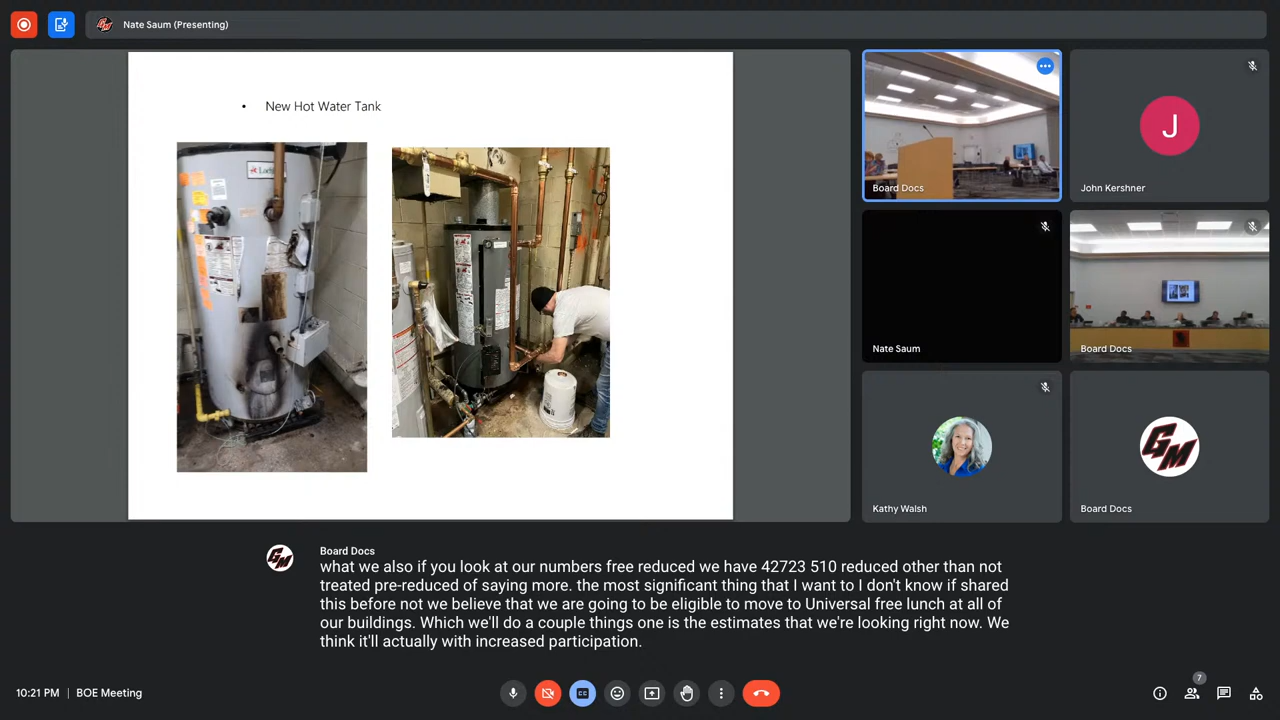 Nate Saum (Presenting)
• New Hot Water Tank
Board Docs
J
John Kershner
Nate Saum
Board Docs
Kathy Walsh
GM
Board Docs
Board Docs
what we also if you look at our numbers free reduced we have 42723 510 reduced other than not
treated pre-reduced of saying more. the most significant thing that I want to I don't know if shared
this before not we believe that we are going to be eligible to move to Universal free lunch at all of
our buildings. Which we'll do a couple things one is the estimates that we're looking right now. We
think it'll actually with increased participation.
10:21 PM | BOE Meeting
CC
7